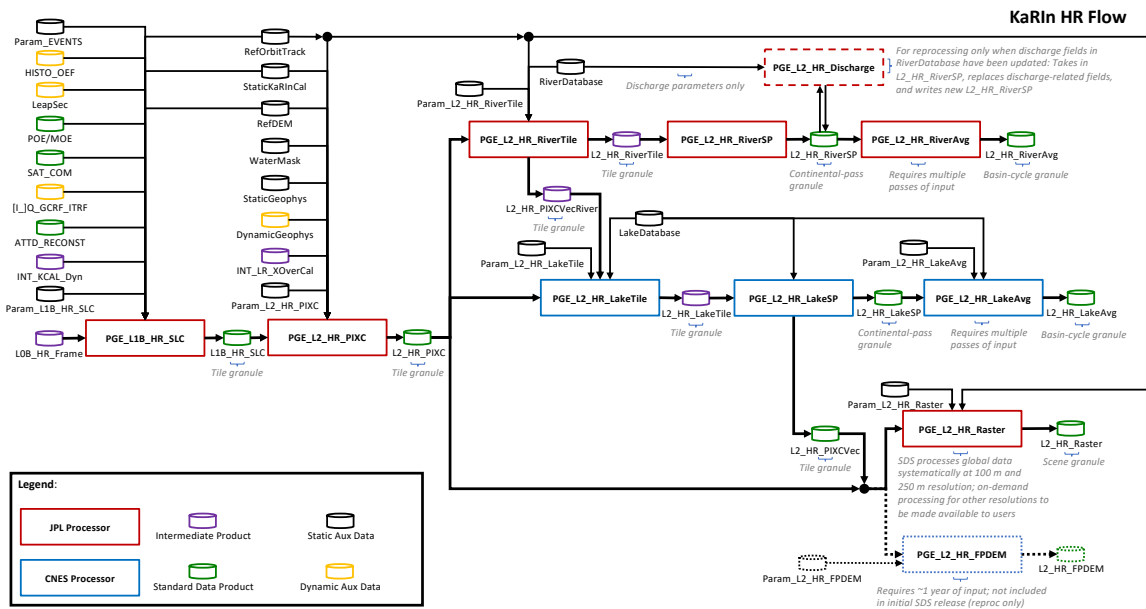 KaRIn HR Flow
Param_EVENTS
HISTO_OEF
LeapSec
POE/MOE
SAT_COM
[I_]Q_GCRF_ITRF
ATTD_RECONST
INT_KCAL_Dyn
Param_L1B_HR_SLC
L0B_HR_Frame
PGE_L1B_HR_SLC
L1B_HR_SLC
Tile granule
RefOrbitTrack
StaticKaRInCal
RefDEM
WaterMask
StaticGeophys
DynamicGeophys
INT_LR_XOverCal
Param_L2_HR_PIXC
PGE_L2_HR_PIXC
L2_HR_PIXC
Tile granule
RiverDatabase
Discharge parameters only
Param_L2_HR_RiverTile
PGE_L2_HR_Discharge
For reprocessing only when discharge fields in
RiverDatabase have been updated: Takes in
L2_HR_RiverSP, replaces discharge-related fields,
and writes new L2_HR_RiverSP
PGE_L2_HR_RiverTile
L2_HR_RiverTile
Tile granule
PGE_L2_HR_RiverSP
L2_HR_RiverSP
Continental-pass
granule
PGE_L2_HR_RiverAvg
Requires multiple
passes of input
L2_HR_RiverAvg
Basin-cycle granule
L2_HR_PIXCVecRiver
Tile granule
LakeDatabase
Param_L2_HR_LakeTile
Param_L2_HR_LakeAvg
PGE_L2_HR_LakeTile
L2_HR_LakeTile
Tile granule
PGE_L2_HR_LakeSP
L2_HR_LakeSP
Continental-pass
granule
PGE_L2_HR_LakeAvg
Requires multiple
passes of input
L2_HR_LakeAvg
Basin-cycle granule
Param_L2_HR_Raster
PGE_L2_HR_Raster
L2_HR_Raster
Scene granule
L2_HR_PIXCVec
Tile granule
SDS processes global data
systematically at 100 m and
250 m resolution; on-demand
processing for other resolutions to
be made available to users
Param_L2_HR_FPDEM
PGE_L2_HR_FPDEM
L2_HR_FPDEM
Requires ~1 year of input; not included
in initial SDS release (reproc only)
Legend:
JPL Processor
Intermediate Product
Static Aux Data
CNES Processor
Standard Data Product
Dynamic Aux Data